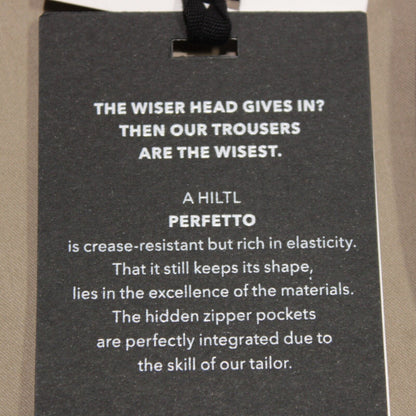 THE WISER HEAD GIVES IN?
THEN OUR TROUSERS
ARE THE WISEST.
A HILTL
PERFETTO
is crease-resistant but rich in elasticity.
That it still keeps its shape,
lies in the excellence of the materials.
The hidden zipper pockets
are perfectly integrated due to
the skill of our tailor.